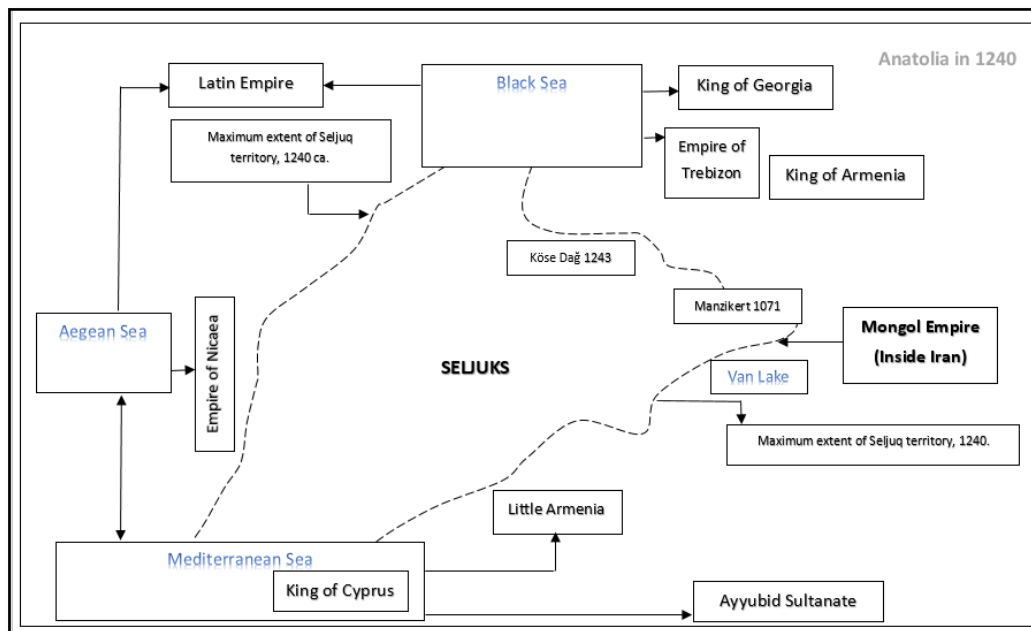 Anatolia in 1240
Latin Empire
Black Sea
King of Georgia
Maximum extent of Seljuq
territory, 1240 ca.
Empire of
Trebizon
King of Armenia
Köse Dağ 1243
Manzikert 1071
Aegean Sea
Empire of Nicaea
SELJUKS
Mongol Empire
(Inside Iran)
Van Lake
Maximum extent of Seljuq territory, 1240.
Little Armenia
Mediterranean Sea
King of Cyprus
Ayyubid Sultanate